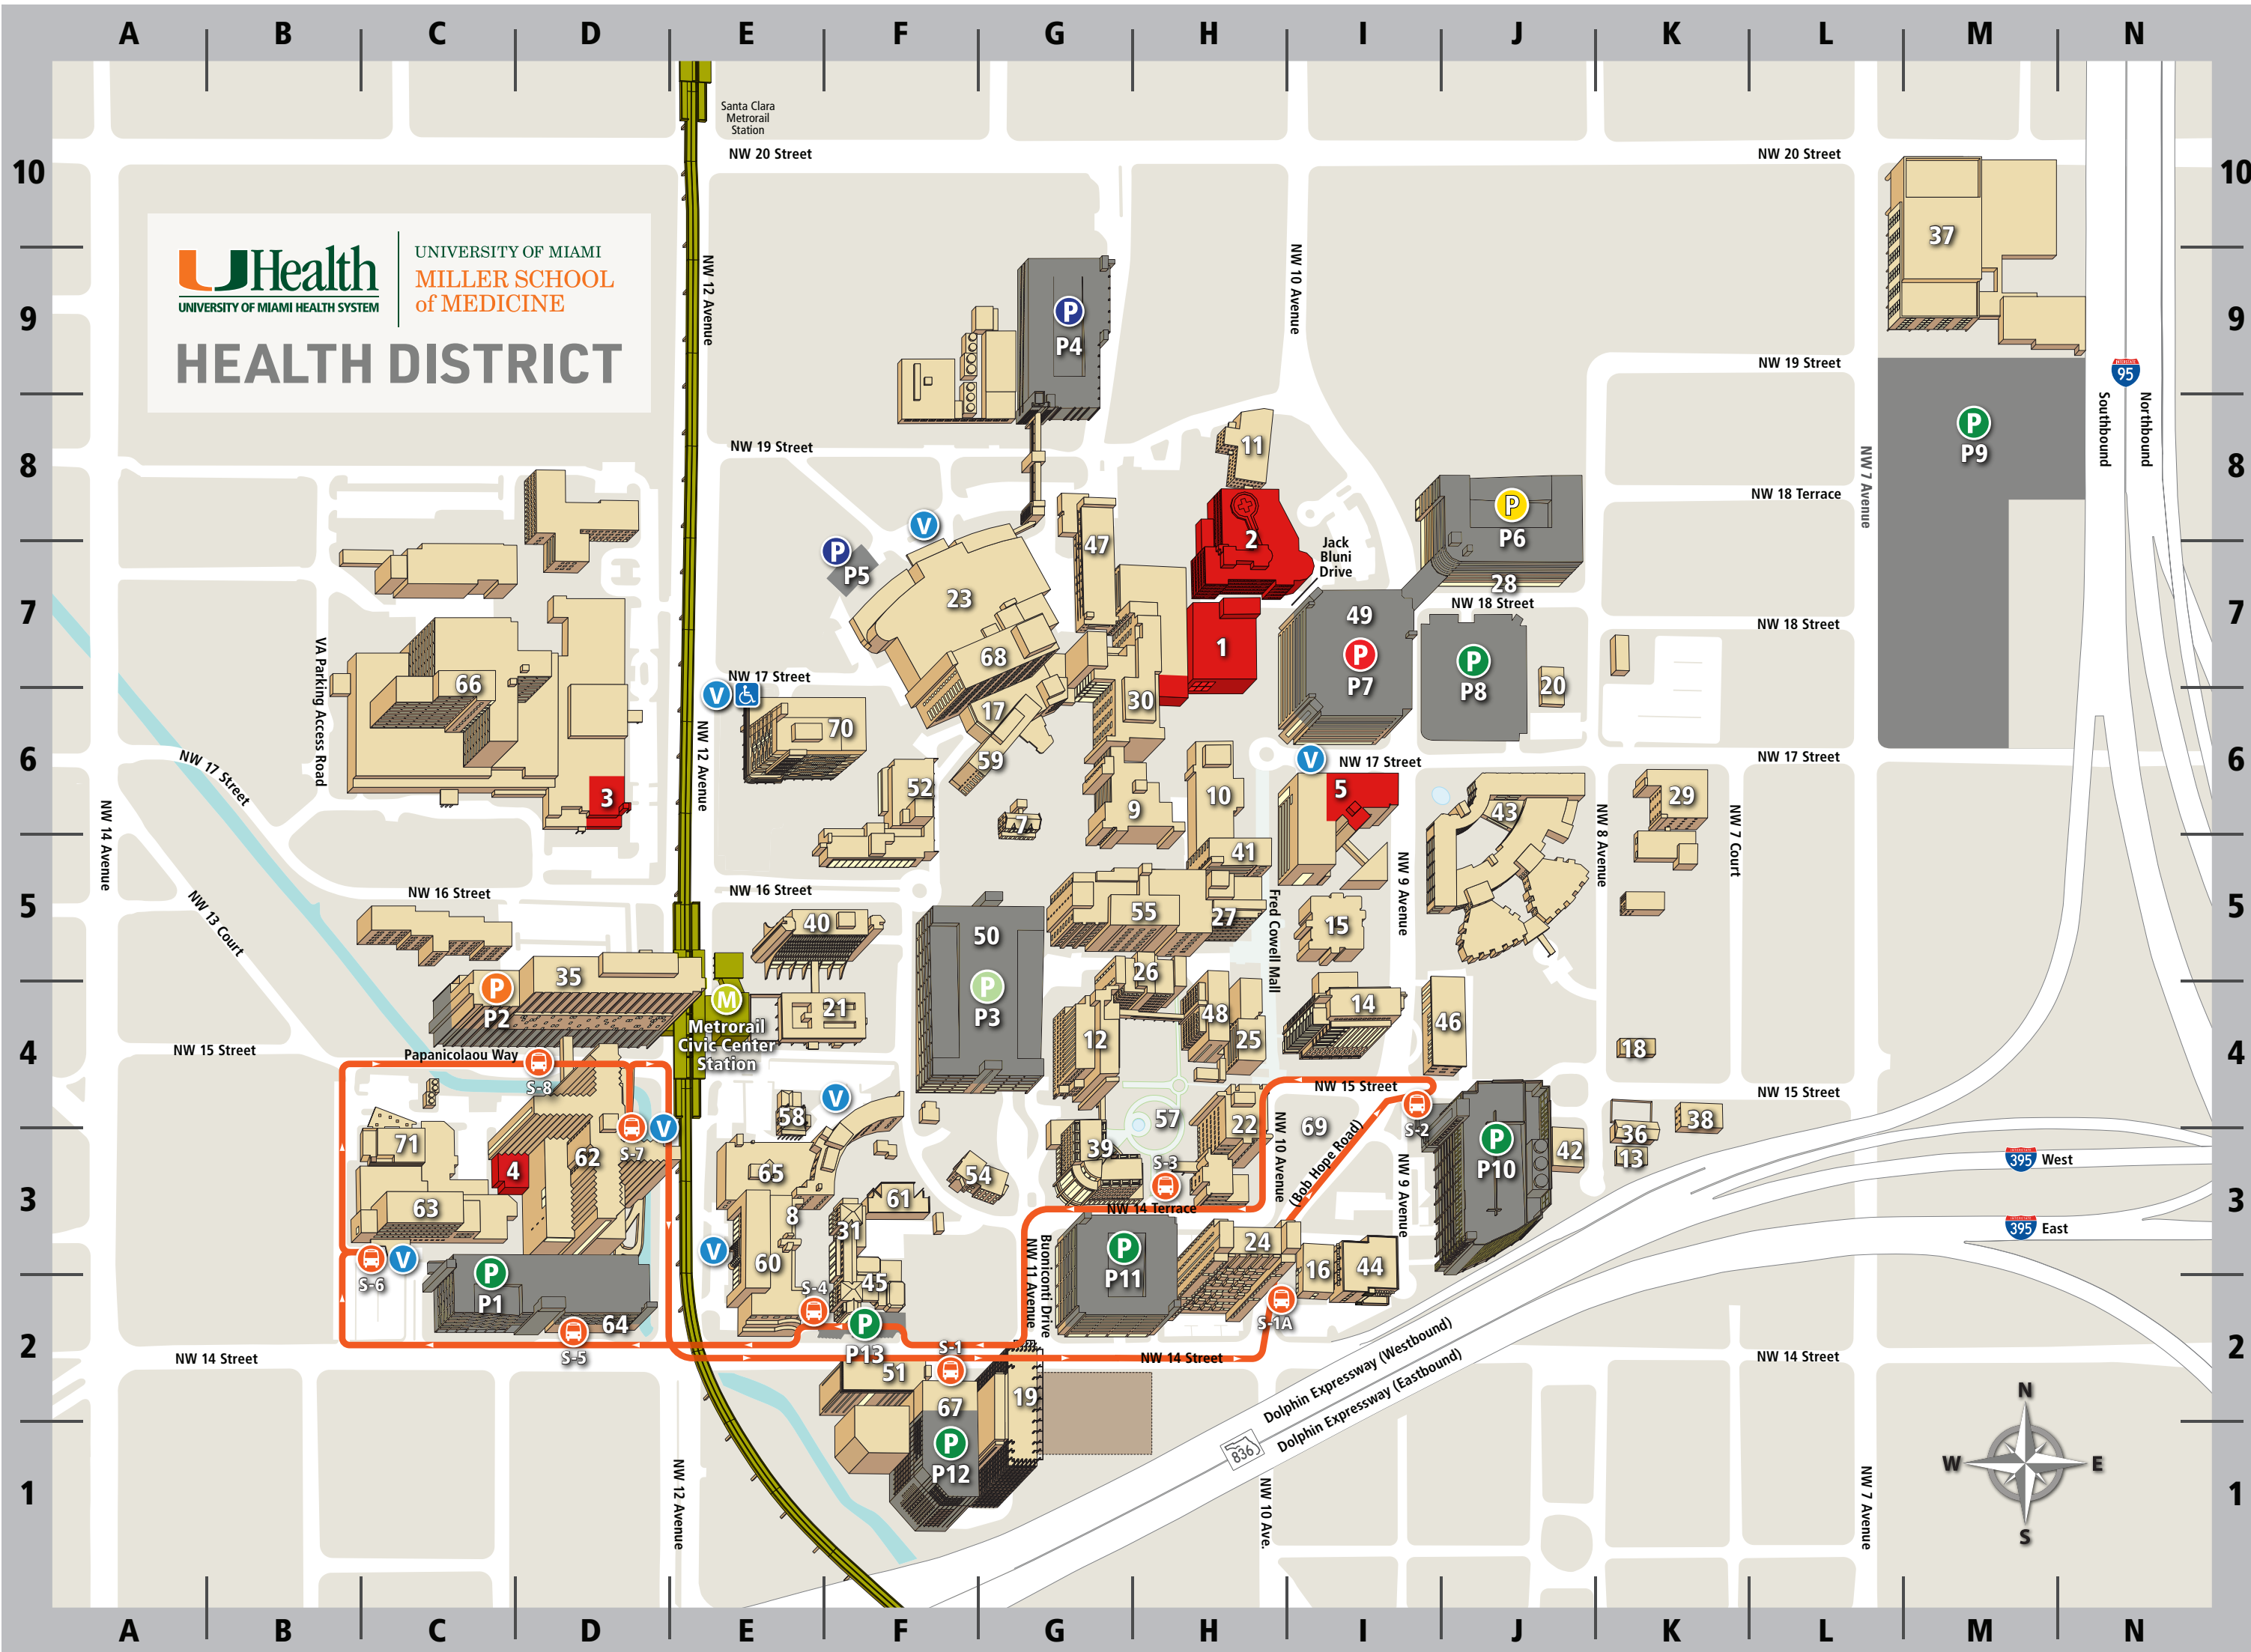 A B C D E F G H I J K L M N
Santa Clara
Metrorail
Station
NW 20 Street
NW 20 Street
10
10
UHealth
UNIVERSITY OF MIAMI HEALTH SYSTEM
UNIVERSITY OF MIAMI
MILLER SCHOOL
of MEDICINE
HEALTH DISTRICT
37
NW 12 Avenue
NW 10 Avenue
9
P
P4
9
NW 19 Street
95
Southbound
Northbound
8
NW 19 Street
11
P
P9
8
NW 7 Avenue
NW 18 Terrace
V
P
P5
47
2
Jack
Bluni
Drive
P
P6
28
7
23
49
NW 18 Street
NW 18 Street
7
VA Parking Access Road
66
68
1
P
P7
P
P8
20
NW 17 Street
V
30
17
70
NW 12 Avenue
6
NW 17 Street
59
V
NW 17 Street
NW 17 Street
6
3
52
10
5
43
29
NW 14 Avenue
7
9
NW 8 Avenue
NW 7 Court
41
NW 9 Avenue
5
NW 16 Street
NW 16 Street
NW 13 Court
Fred Cowell Mall
5
40
50
55
27
15
35
26
P
P2
M
Metrorail
Civic Center
Station
21
P
P3
12
48
25
14
46
4
NW 15 Street
Papanicolaou Way
18
4
S-8
NW 15 Street
NW 15 Street
58
V
57
22
69
S-2
36
38
71
S-7
V
62
39
NW 10 Avenue
P
P10
42
13
395
West
4
65
54
S-3
(Bob Hope Road)
NW 9 Avenue
3
63
61
NW 14 Terrace
3
8
31
395
East
S-6
V
V
60
Buoniconti Drive
NW 11 Avenue
P
P11
24
16
44
P
P1
45
S-4
64
P
P13
S-1A
2
S-5
S-1
2
NW 14 Street
NW 14 Street
NW 14 Street
51
67
19
Dolphin Expressway (Westbound)
Dolphin Expressway (Eastbound)
N
P
P12
836
W
E
1
S
1
NW 12 Avenue
NW 10 Ave.
NW 7 Avenue
A B C D E F G H I J K L M N